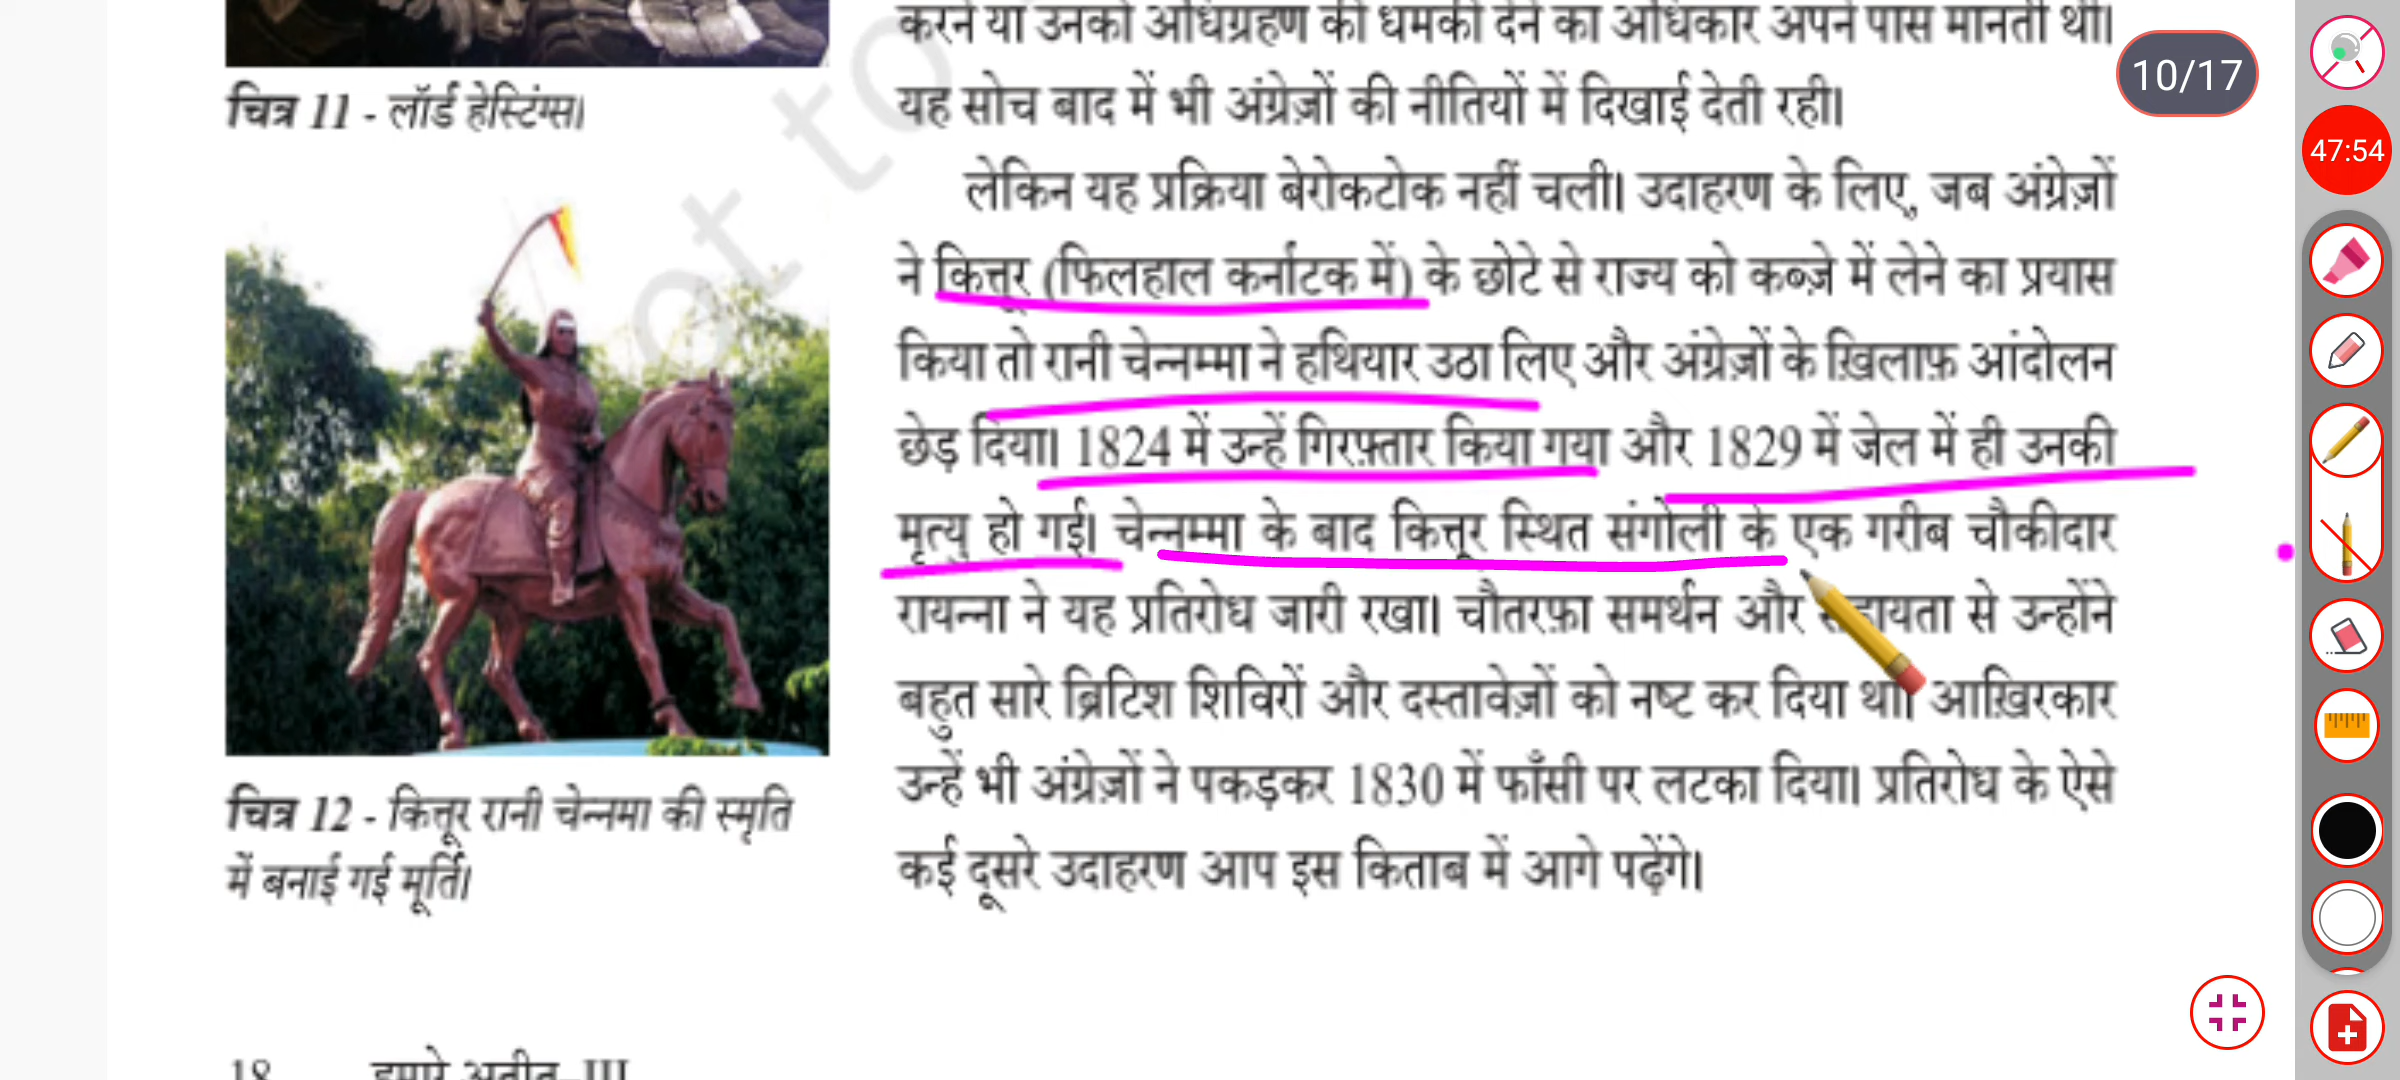 करने या उनको अधिग्रहण की धमकी देने का अधिकार अपने पास मानती थी।
10/17
चित्र 11 - लॉर्ड हेस्टिंग्स।
यह सोच बाद में भी अंग्रेज़ों की नीतियों में दिखाई देती रही।
47:54
लेकिन यह प्रक्रिया बेरोकटोक नहीं चली। उदाहरण के लिए, जब अंग्रेज़ों
ने कित्तूर (फिलहाल कर्नाटक में) के छोटे से राज्य को कब्ज़े में लेने का प्रयास
किया तो रानी चेन्नम्मा ने हथियार उठा लिए और अंग्रेज़ों के ख़िलाफ़ आंदोलन
छेड़ दिया। 1824 में उन्हें गिरफ़्तार किया गया और 1829 में जेल में ही उनकी
मृत्यु हो गई। चेन्नम्मा के बाद कित्तूर स्थित संगोली के एक गरीब चौकीदार
रायन्ना ने यह प्रतिरोध जारी रखा। चौतरफ़ा समर्थन और सहायता से उन्होंने
बहुत सारे ब्रिटिश शिविरों और दस्तावेज़ों को नष्ट कर दिया था। आख़िरकार
उन्हें भी अंग्रेज़ों ने पकड़कर 1830 में फाँसी पर लटका दिया। प्रतिरोध के ऐसे
कई दूसरे उदाहरण आप इस किताब में आगे पढ़ेंगे।
चित्र 12 - कित्तूर रानी चेन्नमा की स्मृति
में बनाई गई मूर्ति।
18 हमारे अतीत–III